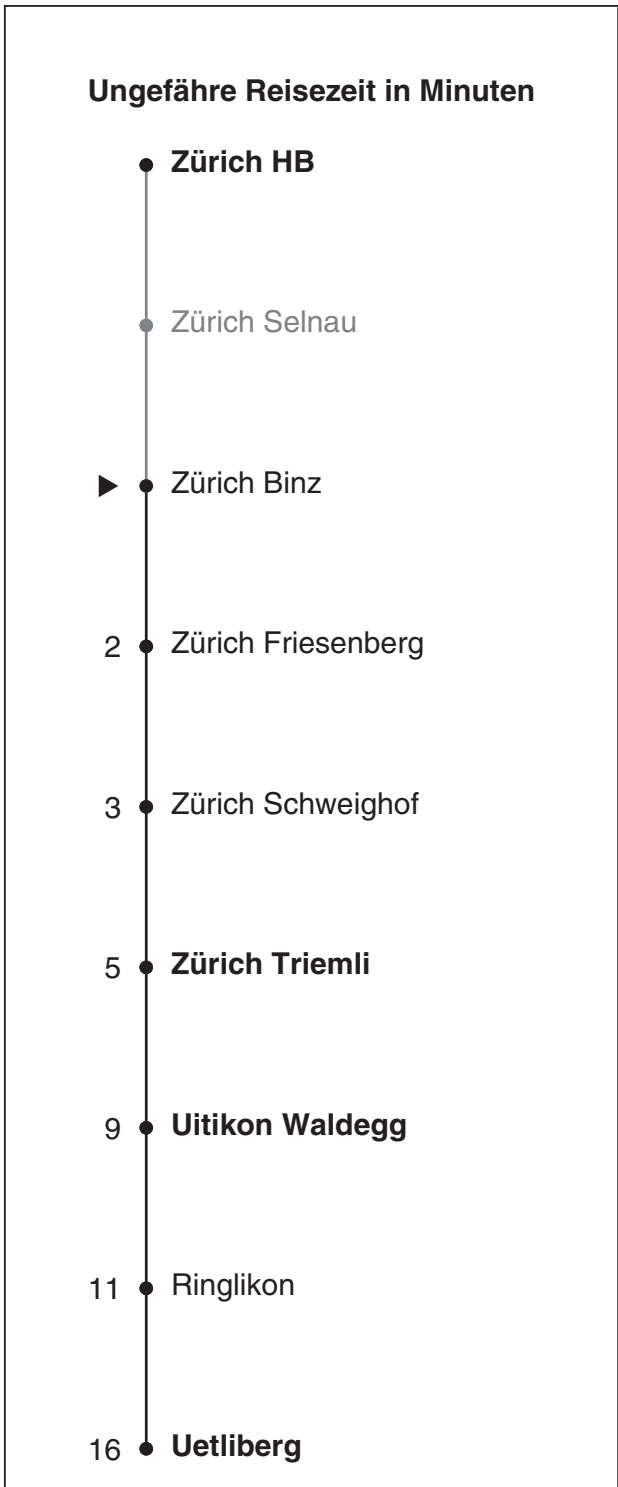 Ungefähre Reisezeit in Minuten
Zürich HB
Zürich Selnau
Zürich Binz
2 Zürich Friesenberg
3 Zürich Schweighof
5 Zürich Triemli
9 Uitikon Waldegg
11 Ringlikon
16 Uetliberg